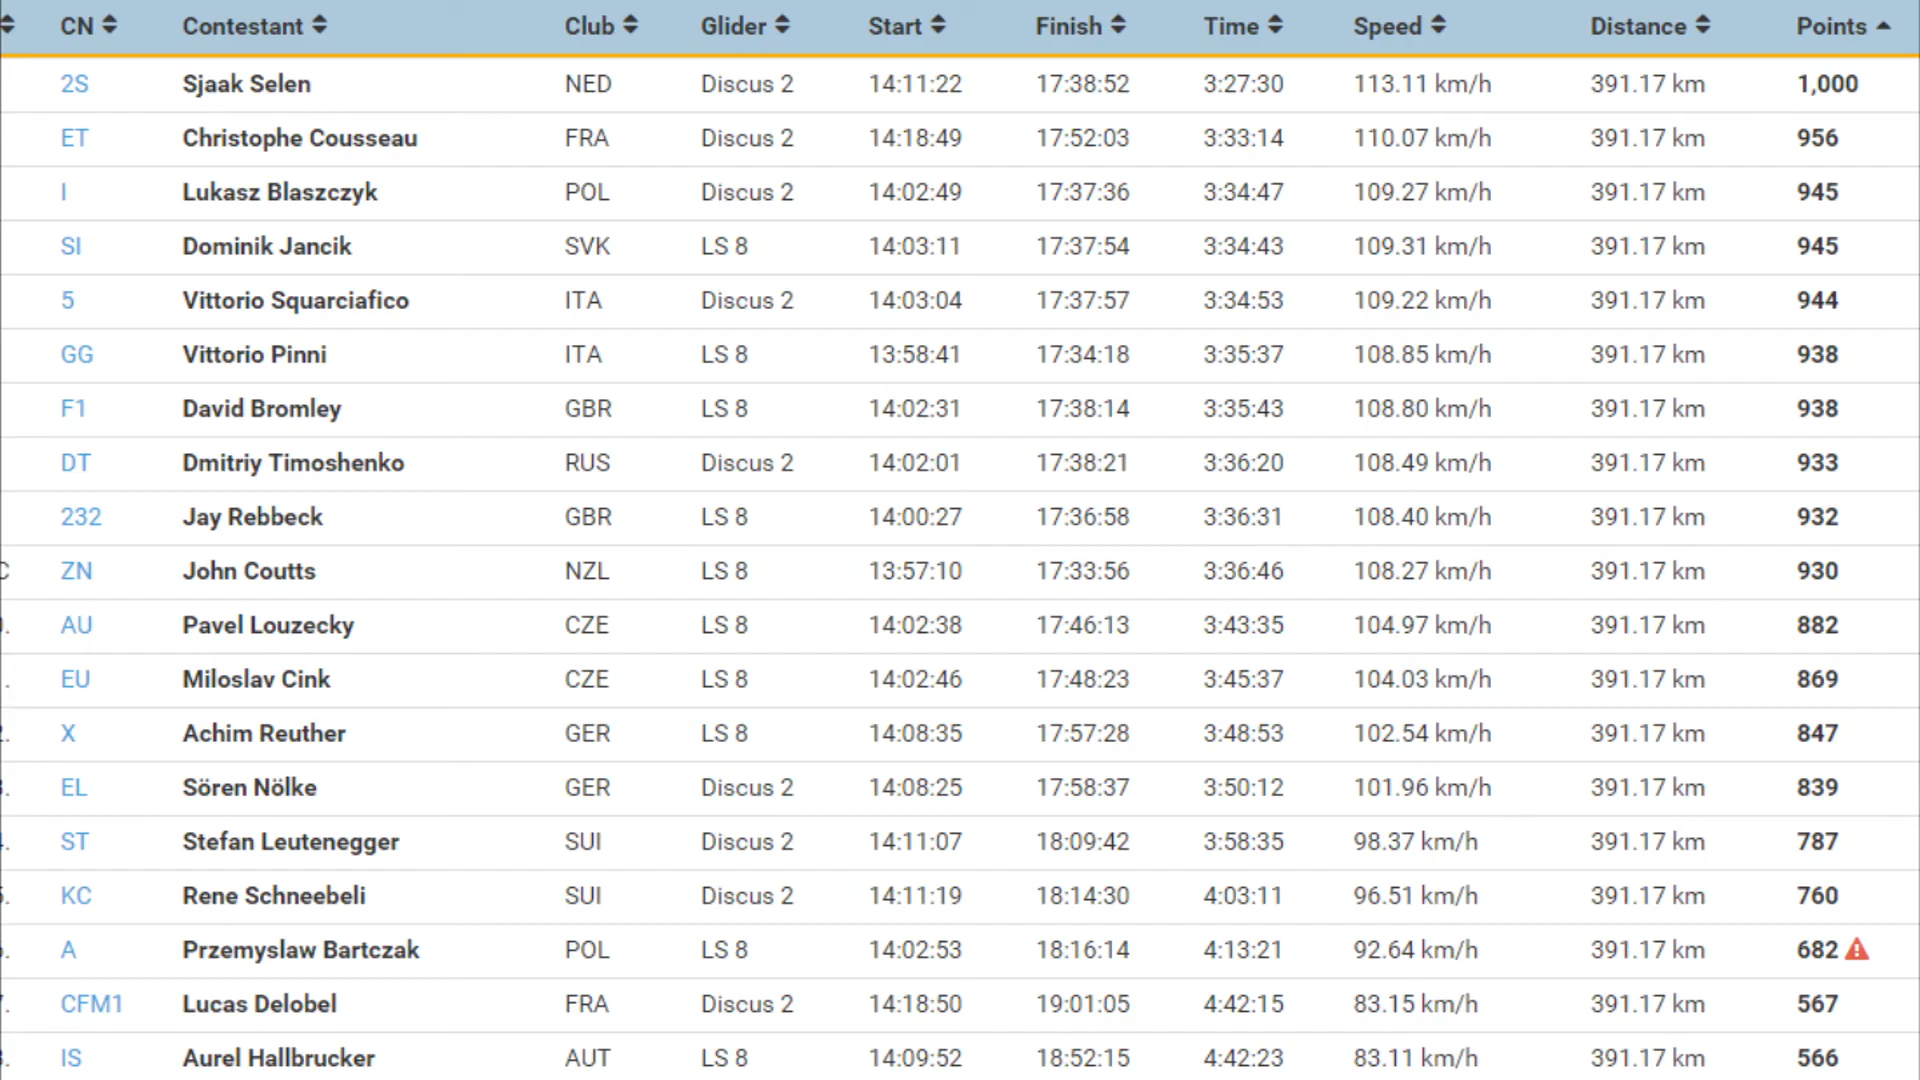 CN Contestant Club Glider Start Finish Time Speed Distance Points
2S Sjaak Selen NED Discus 2 14:11:22 17:38:52 3:27:30 113.11 km/h 391.17 km 1,000
ET Christophe Cousseau FRA Discus 2 14:18:49 17:52:03 3:33:14 110.07 km/h 391.17 km 956
I Lukasz Blaszczyk POL Discus 2 14:02:49 17:37:36 3:34:47 109.27 km/h 391.17 km 945
SI Dominik Jancik SVK LS 8 14:03:11 17:37:54 3:34:43 109.31 km/h 391.17 km 945
5 Vittorio Squarciafico ITA Discus 2 14:03:04 17:37:57 3:34:53 109.22 km/h 391.17 km 944
GG Vittorio Pinni ITA LS 8 13:58:41 17:34:18 3:35:37 108.85 km/h 391.17 km 938
F1 David Bromley GBR LS 8 14:02:31 17:38:14 3:35:43 108.80 km/h 391.17 km 938
DT Dmitriy Timoshenko RUS Discus 2 14:02:01 17:38:21 3:36:20 108.49 km/h 391.17 km 933
232 Jay Rebbeck GBR LS 8 14:00:27 17:36:58 3:36:31 108.40 km/h 391.17 km 932
ZN John Coutts NZL LS 8 13:57:10 17:33:56 3:36:46 108.27 km/h 391.17 km 930
AU Pavel Louzecky CZE LS 8 14:02:38 17:46:13 3:43:35 104.97 km/h 391.17 km 882
EU Miloslav Cink CZE LS 8 14:02:46 17:48:23 3:45:37 104.03 km/h 391.17 km 869
X Achim Reuther GER LS 8 14:08:35 17:57:28 3:48:53 102.54 km/h 391.17 km 847
EL Sören Nölke GER Discus 2 14:08:25 17:58:37 3:50:12 101.96 km/h 391.17 km 839
ST Stefan Leutenegger SUI Discus 2 14:11:07 18:09:42 3:58:35 98.37 km/h 391.17 km 787
KC Rene Schneebeli SUI Discus 2 14:11:19 18:14:30 4:03:11 96.51 km/h 391.17 km 760
A Przemyslaw Bartczak POL LS 8 14:02:53 18:16:14 4:13:21 92.64 km/h 391.17 km 682
CFM1 Lucas Delobel FRA Discus 2 14:18:50 19:01:05 4:42:15 83.15 km/h 391.17 km 567
IS Aurel Hallbrucker AUT LS 8 14:09:52 18:52:15 4:42:23 83.11 km/h 391.17 km 566